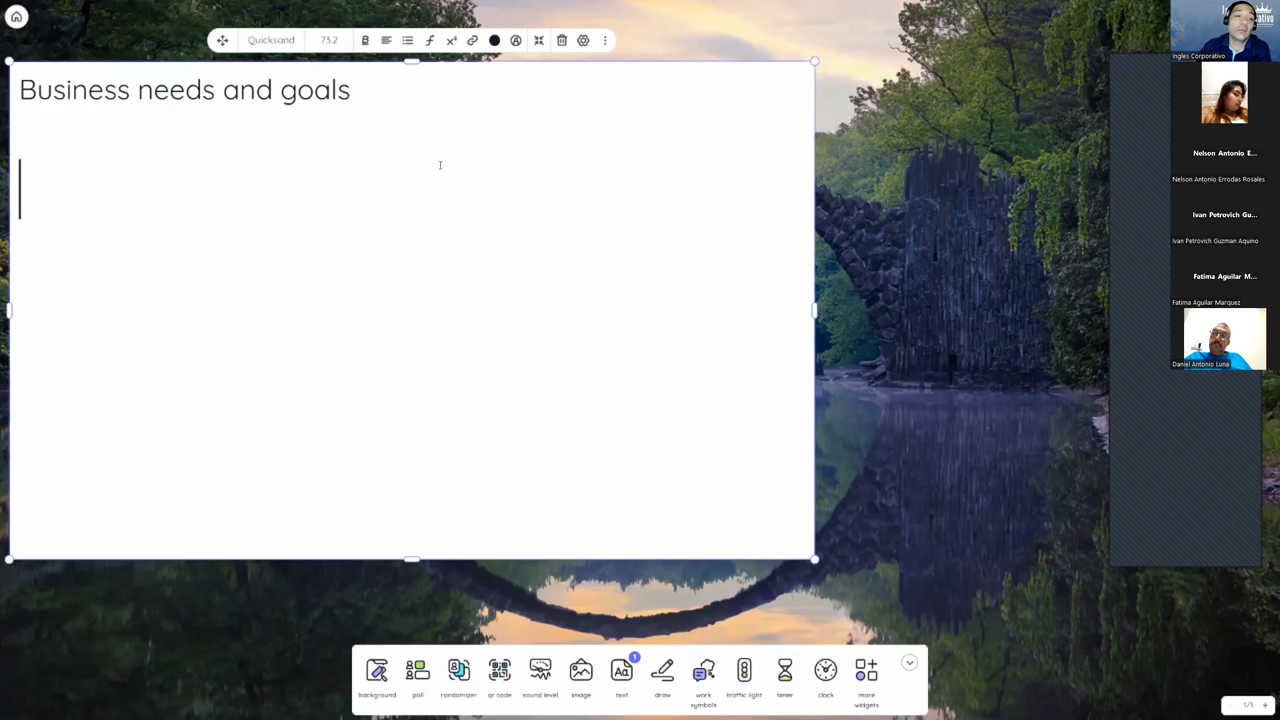 Quicksand
73.2
Business needs and goals
Ingles Corporativo
Nelson Antonio E...
Nelson Antonio Errodas Rosales
Ivan Petrovich Gu...
Ivan Petrovich Guzman Aquino
Fatima Aguilar M...
Fatima Aguilar Marquez
Daniel Antonio Luna
1
background
poll
randomizer
qr code
sound level
image
text
draw
work symbols
traffic light
timer
clock
more widgets
1/1